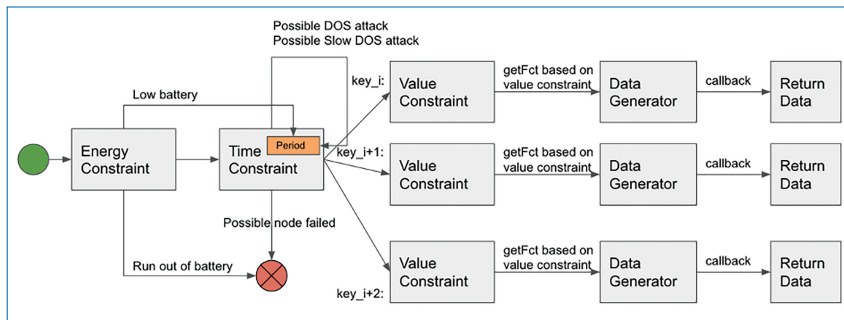 Possible DOS attack
Possible Slow DOS attack
Low battery
Energy
Constraint
Time
Constraint
Period
Possible node failed
Run out of battery
key_i:
Value
Constraint
getFct based on
value constraint
Data
Generator
callback
Return
Data
key_i+1:
Value
Constraint
getFct based on
value constraint
Data
Generator
callback
Return
Data
key_i+2:
Value
Constraint
getFct based on
value constraint
Data
Generator
callback
Return
Data